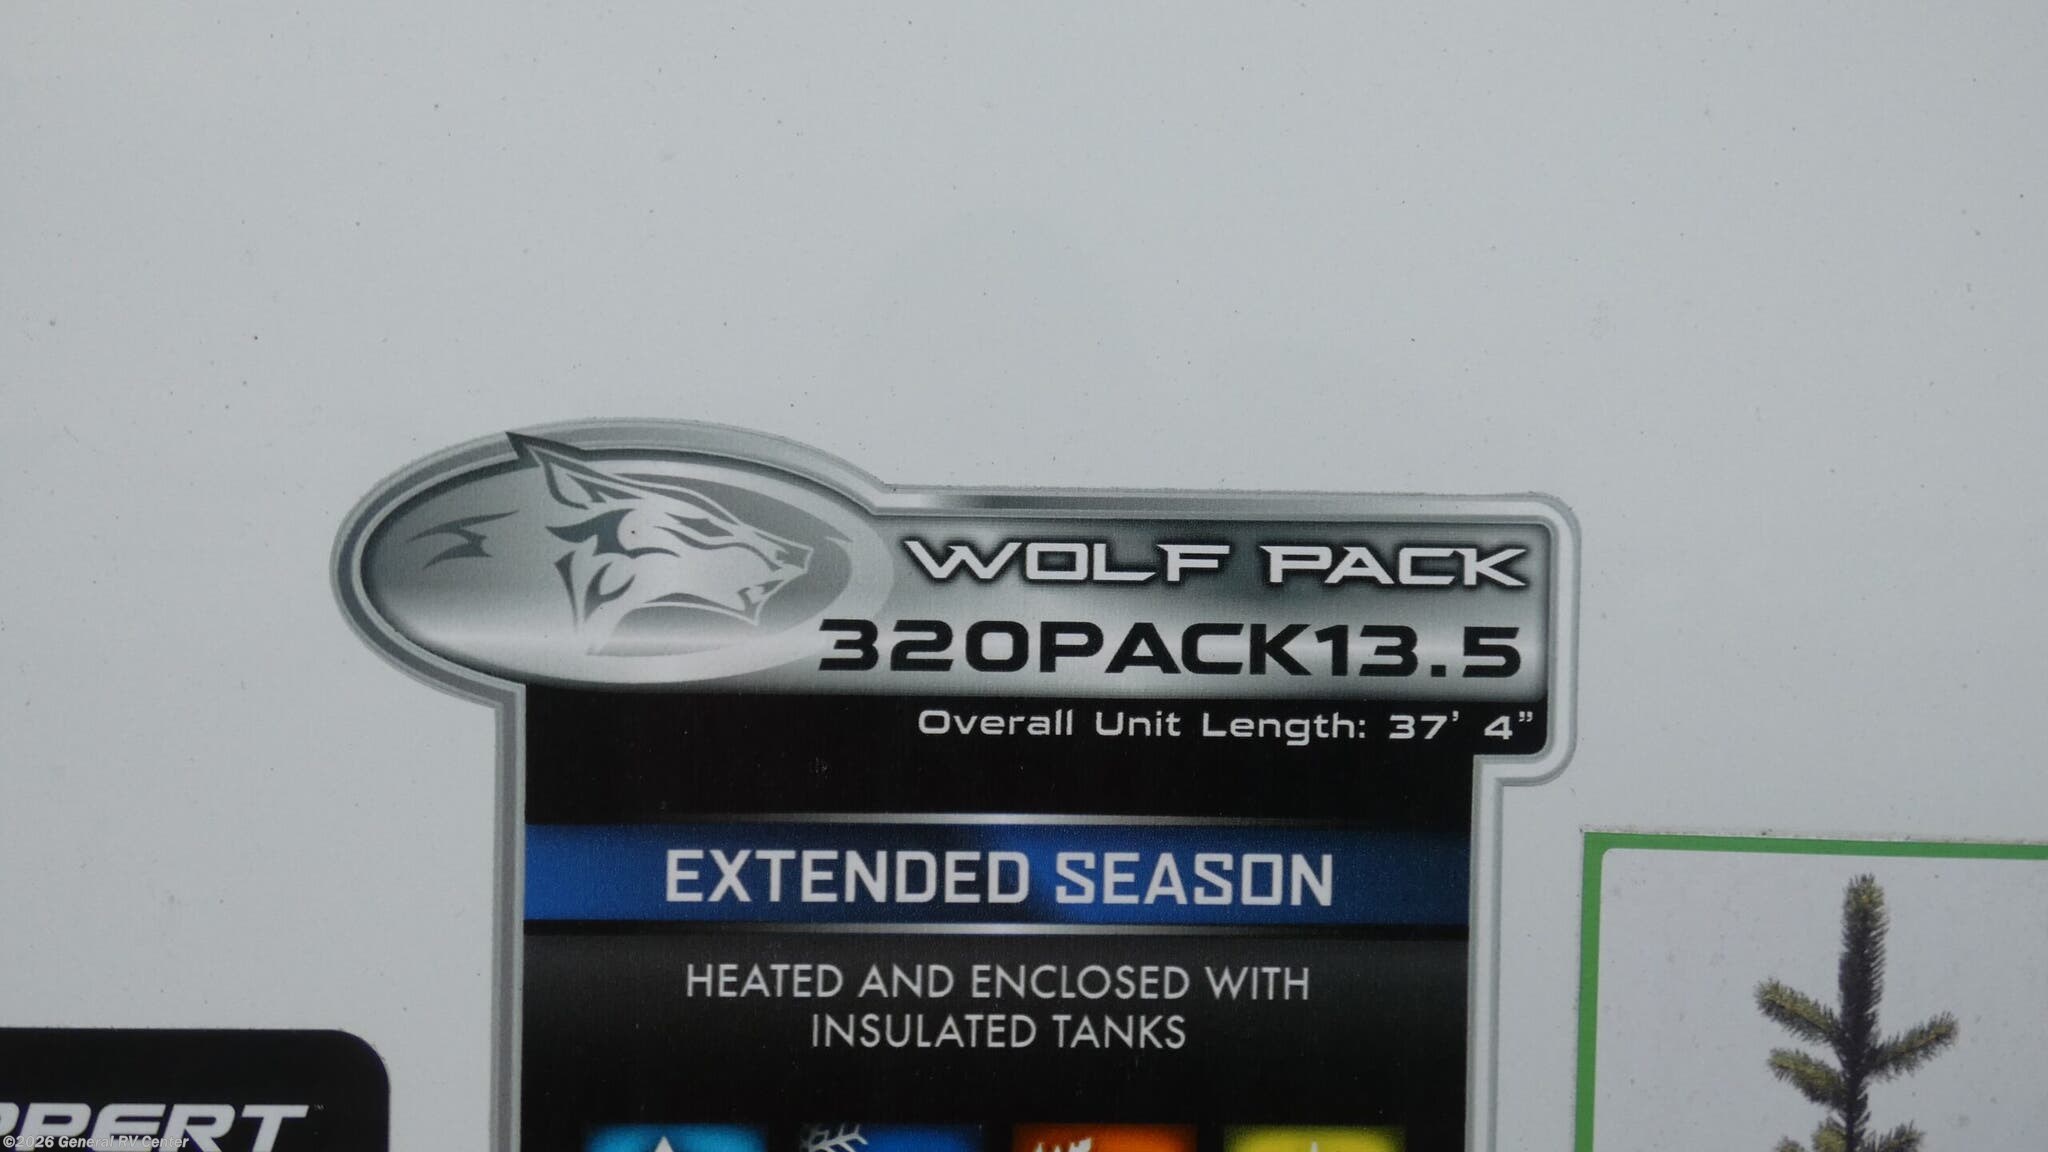 WOLF PACK
320PACK13.5
Overall Unit Length: 37' 4"
EXTENDED SEASON
HEATED AND ENCLOSED WITH
INSULATED TANKS
PPERT™
©2026 General RV Center